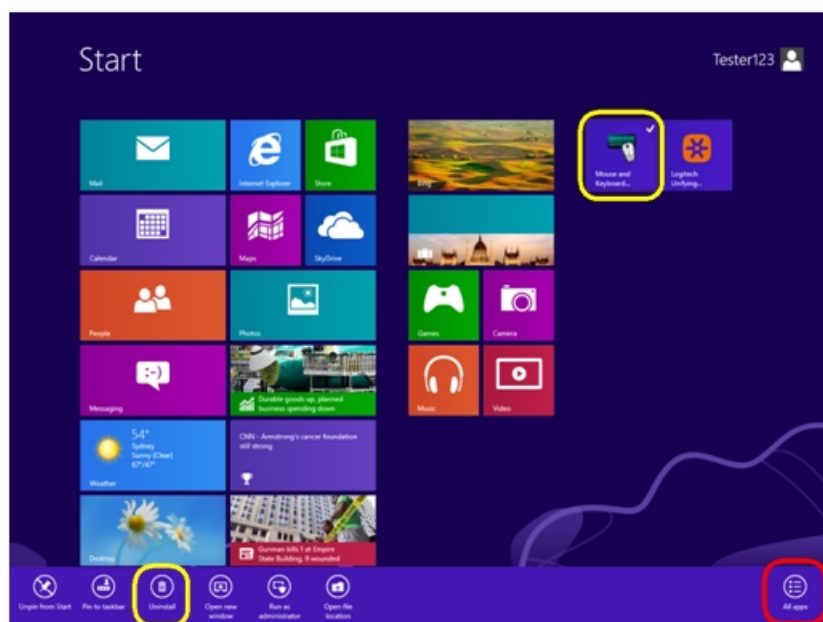 Start
Tester123
Mail
Internet Explorer
Store
Bing
Mouse and
Keyboard...
Logitech
Unifying...
Calendar
Maps
SkyDrive
People
Photos
Games
Camera
Messaging
Durable goods up, planned
business spending down
Music
Video
54°
Sydney
Sunny (Clear)
67°/47°
Weather
CNN - Armstrong's cancer foundation
still strong
Desktop
Gunman kills 1 at Empire
State Building, 9 wounded
Unpin from Start
Pin to taskbar
Uninstall
Open new
window
Run as
administrator
Open file
location
All apps